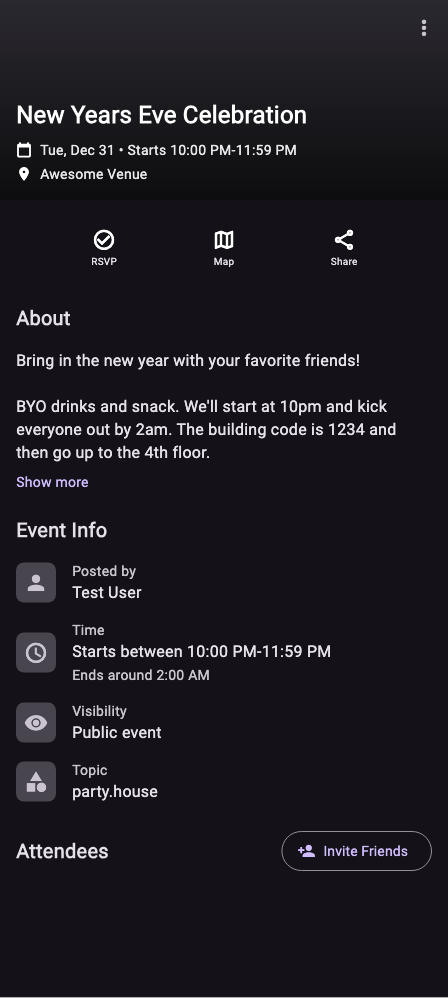 New Years Eve Celebration
Tue, Dec 31 • Starts 10:00 PM-11:59 PM
Awesome Venue
RSVP
Map
Share
About
Bring in the new year with your favorite friends!
BYO drinks and snack. We'll start at 10pm and kick
everyone out by 2am. The building code is 1234 and
then go up to the 4th floor.
Show more
Event Info
Posted by
Test User
Time
Starts between 10:00 PM-11:59 PM
Ends around 2:00 AM
Visibility
Public event
Topic
party.house
Attendees
Invite Friends